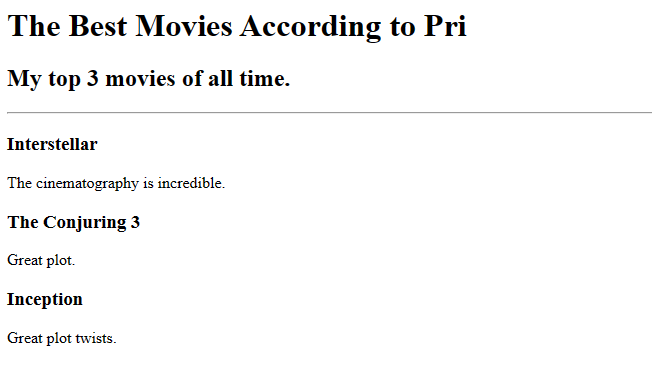 The Best Movies According to Pri
My top 3 movies of all time.
Interstellar
The cinematography is incredible.
The Conjuring 3
Great plot.
Inception
Great plot twists.